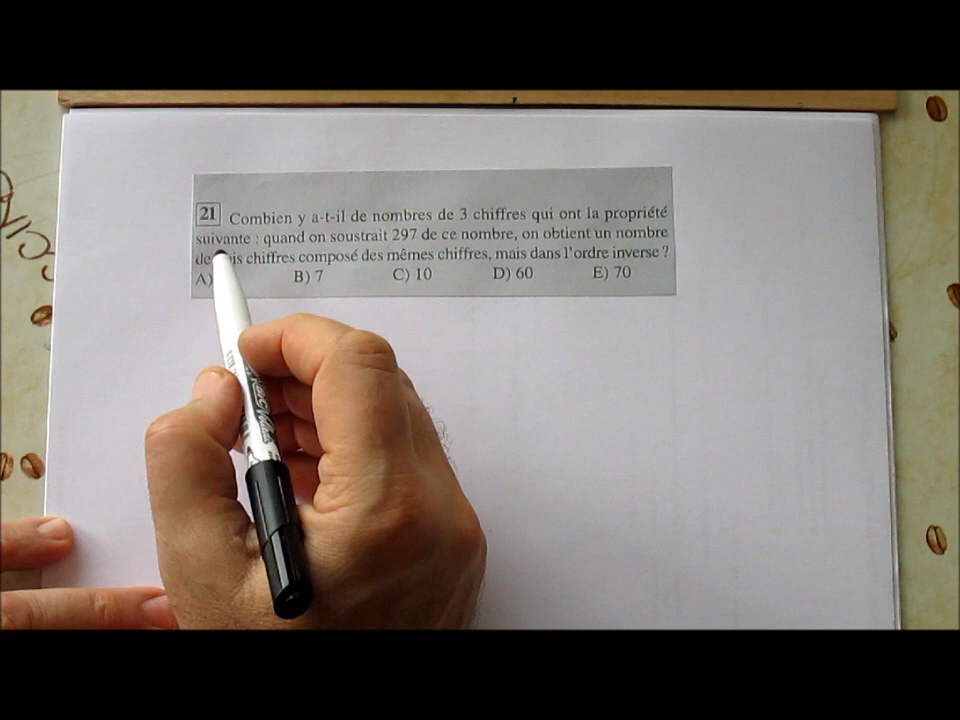 21 Combien y a-t-il de nombres de 3 chiffres qui ont la propriété
suivante : quand on soustrait 297 de ce nombre, on obtient un nombre
de chiffres composé des mêmes chiffres, mais dans l'ordre inverse ?
A) B) 7 C) 10 D) 60 E) 70